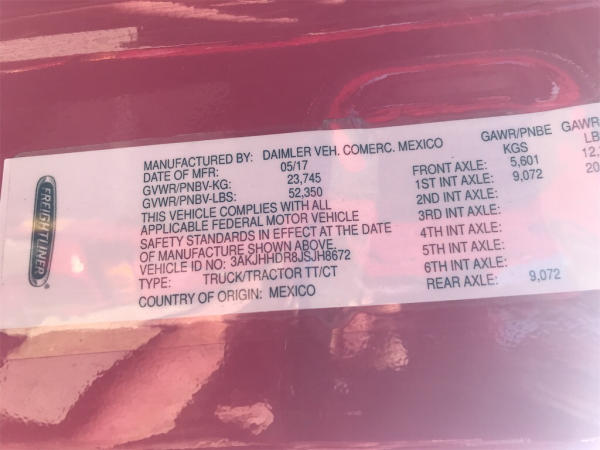 FREIGHTLINER
MANUFACTURED BY: DAIMLER VEH. COMERC. MEXICO
DATE OF MFR: 05/17
GVWR/PNBV-KG: 23,745
GVWR/PNBV-LBS: 52,350
THIS VEHICLE COMPLIES WITH ALL
APPLICABLE FEDERAL MOTOR VEHICLE
SAFETY STANDARDS IN EFFECT AT THE DATE
OF MANUFACTURE SHOWN ABOVE.
VEHICLE ID NO: 3AKJHHDR8JSJH8672
TYPE: TRUCK/TRACTOR TT/CT
COUNTRY OF ORIGIN: MEXICO
GAWR/PNBE GAWR
KGS LB
FRONT AXLE: 5,601 12,
1ST INT AXLE: 9,072 20
2ND INT AXLE:
3RD INT AXLE:
4TH INT AXLE:
5TH INT AXLE:
6TH INT AXLE:
REAR AXLE: 9,072